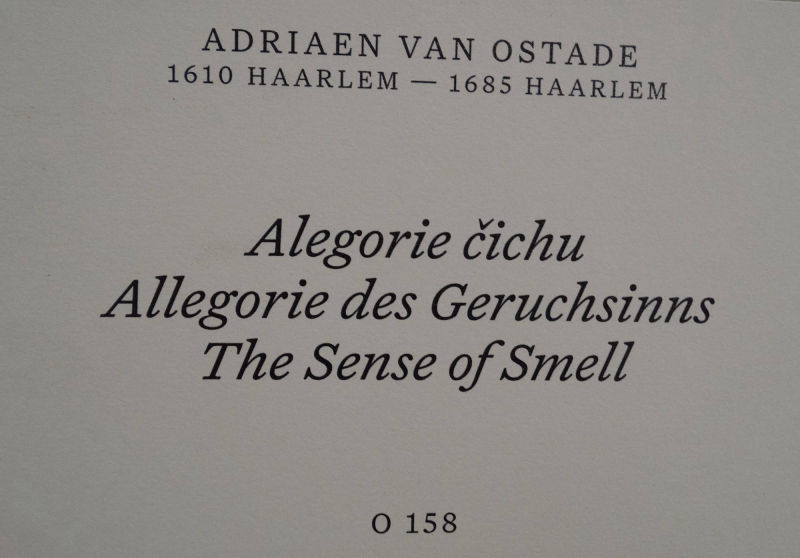 ADRIAEN VAN OSTADE
1610 HAARLEM — 1685 HAARLEM
Alegorie čichu
Allegorie des Geruchsinns
The Sense of Smell
O 158